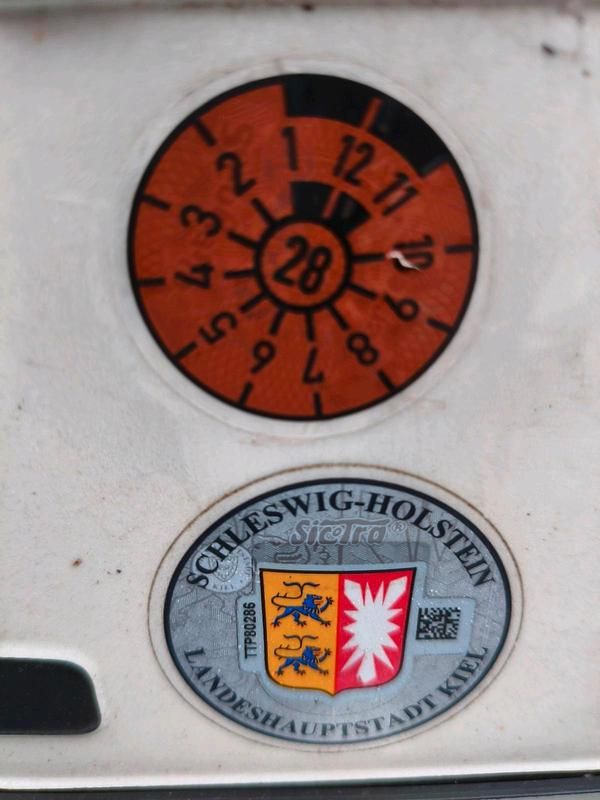 1 12 11 10 9 8 7 6 5 4 3 2
28
SCHLESWIG-HOLSTEIN
SicTra®
KIEL
TTP80286
LANDESHAUPTSTADT KIEL